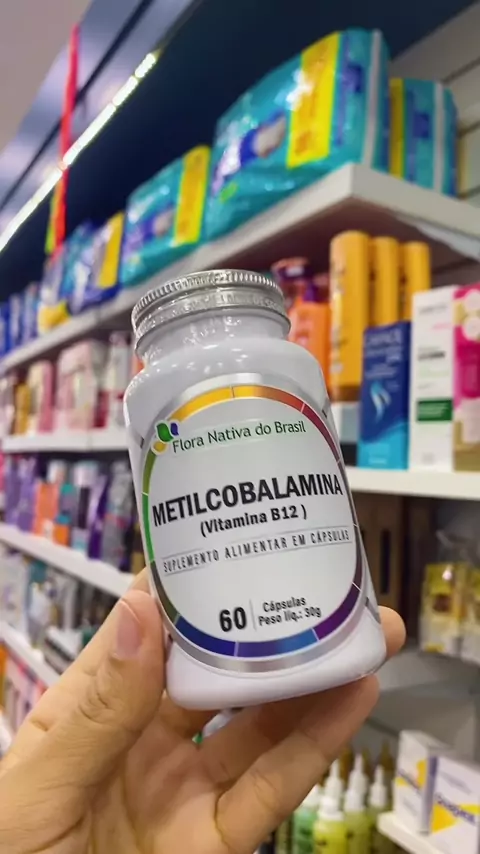 Flora Nativa do Brasil
METILCOBALAMINA
(Vitamina B12 )
SUPLEMENTO ALIMENTAR EM CÁPSULAS
60
Cápsulas
Peso líq.: 30g